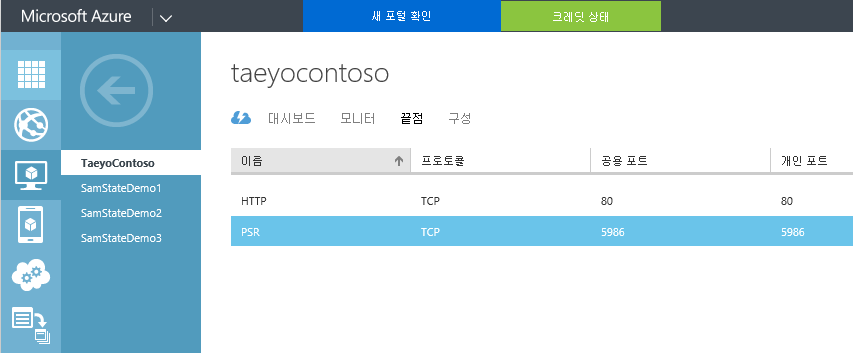 Microsoft Azure 새 포털 확인 크레딧 상태
taeyocontoso
대시보드 모니터 끝점 구성
TaeyoContoso
SamStateDemo1
SamStateDemo2
SamStateDemo3
이름 프로토콜 공용 포트 개인 포트
HTTP TCP 80 80
PSR TCP 5986 5986